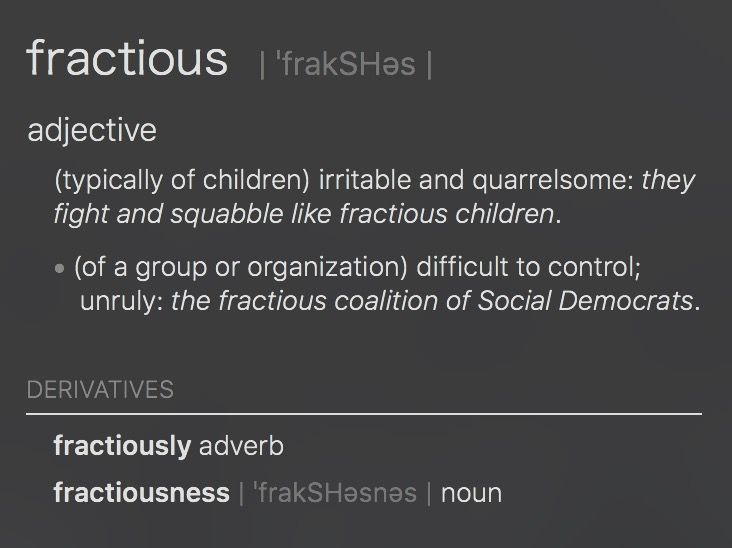 fractious | ˈfrakSHəs |
adjective
(typically of children) irritable and quarrelsome: they
fight and squabble like fractious children.
• (of a group or organization) difficult to control;
unruly: the fractious coalition of Social Democrats.
DERIVATIVES
fractiously adverb
fractiousness | ˈfrakSHəsnəs | noun